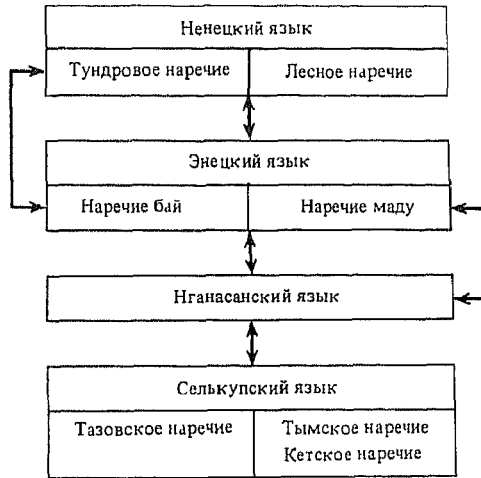 Ненецкий язык
Тундровое наречие
Лесное наречие
Энецкий язык
Наречие бай
Наречие маду
Нганасанский язык
Селькупский язык
Тазовское наречие
Тымское наречие
Кетское наречие